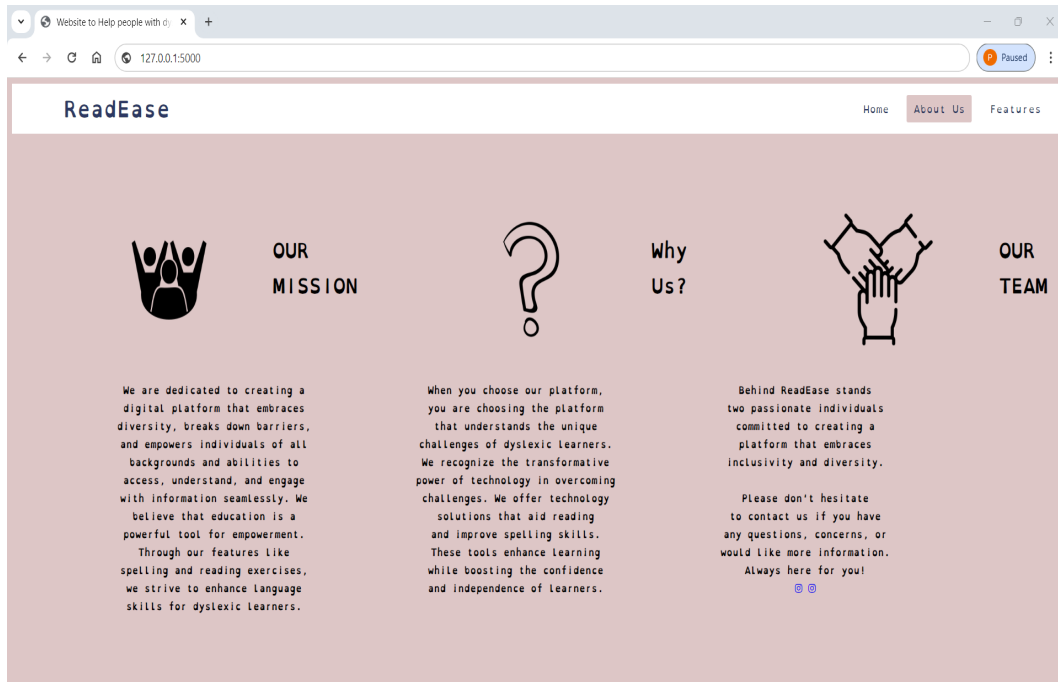 Website to Help people with dy
127.0.0.1:5000
P Paused
ReadEase
Home About Us Features
OUR
MISSION
We are dedicated to creating a
digital platform that embraces
diversity, breaks down barriers,
and empowers individuals of all
backgrounds and abilities to
access, understand, and engage
with information seamlessly. We
believe that education is a
powerful tool for empowerment.
Through our features like
spelling and reading exercises,
we strive to enhance language
skills for dyslexic learners.
Why
Us?
When you choose our platform,
you are choosing the platform
that understands the unique
challenges of dyslexic learners.
We recognize the transformative
power of technology in overcoming
challenges. We offer technology
solutions that aid reading
and improve spelling skills.
These tools enhance learning
while boosting the confidence
and independence of learners.
OUR
TEAM
Behind ReadEase stands
two passionate individuals
committed to creating a
platform that embraces
inclusivity and diversity.
Please don't hesitate
to contact us if you have
any questions, concerns, or
would like more information.
Always here for you!